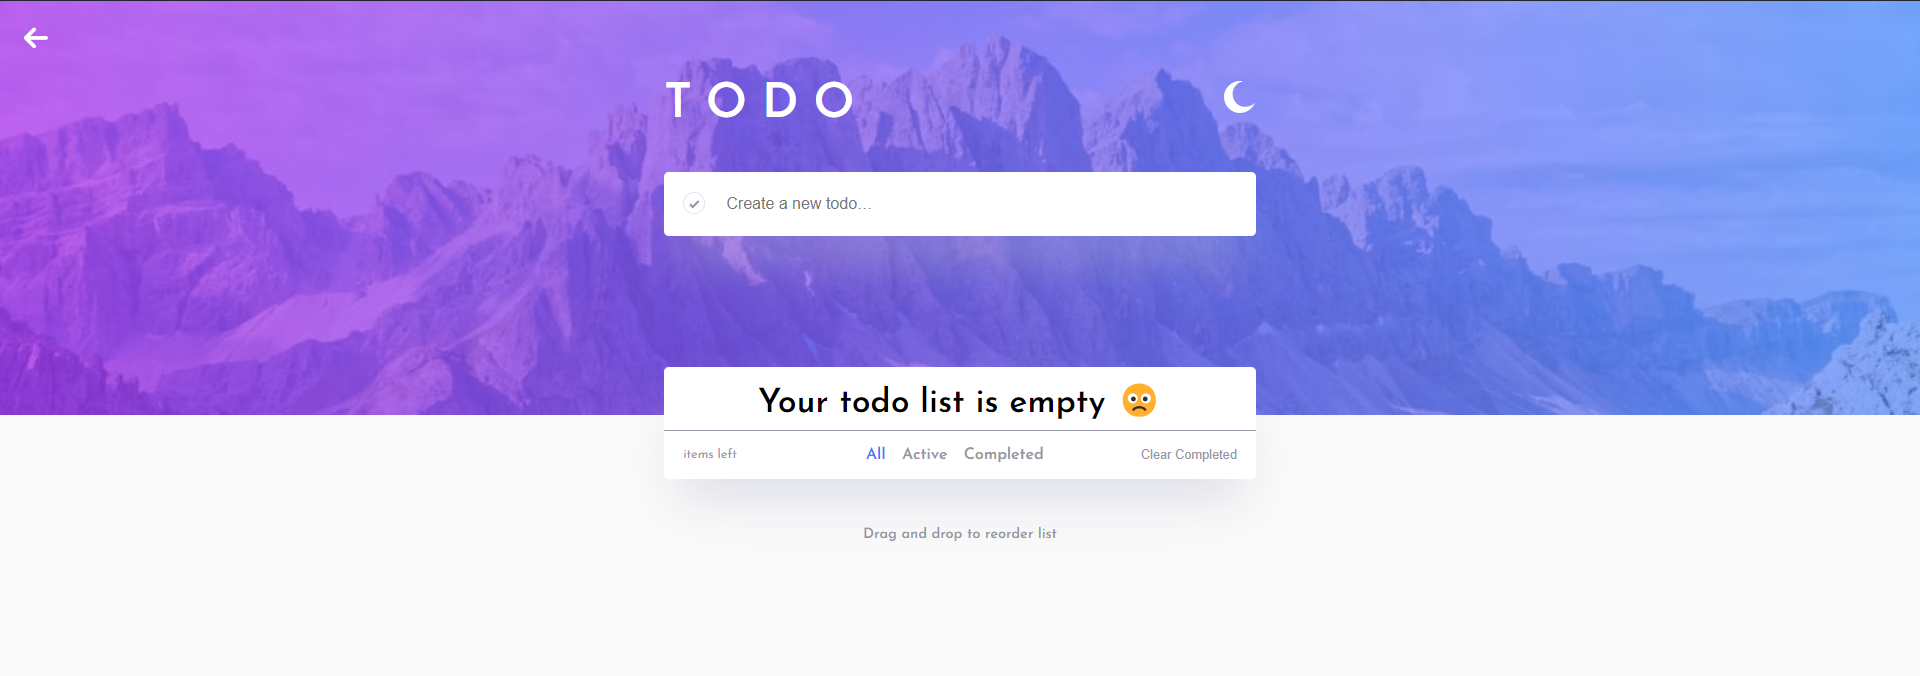 TODO
Create a new todo...
Your todo list is empty 🙁
items left
All Active Completed
Clear Completed
Drag and drop to reorder list